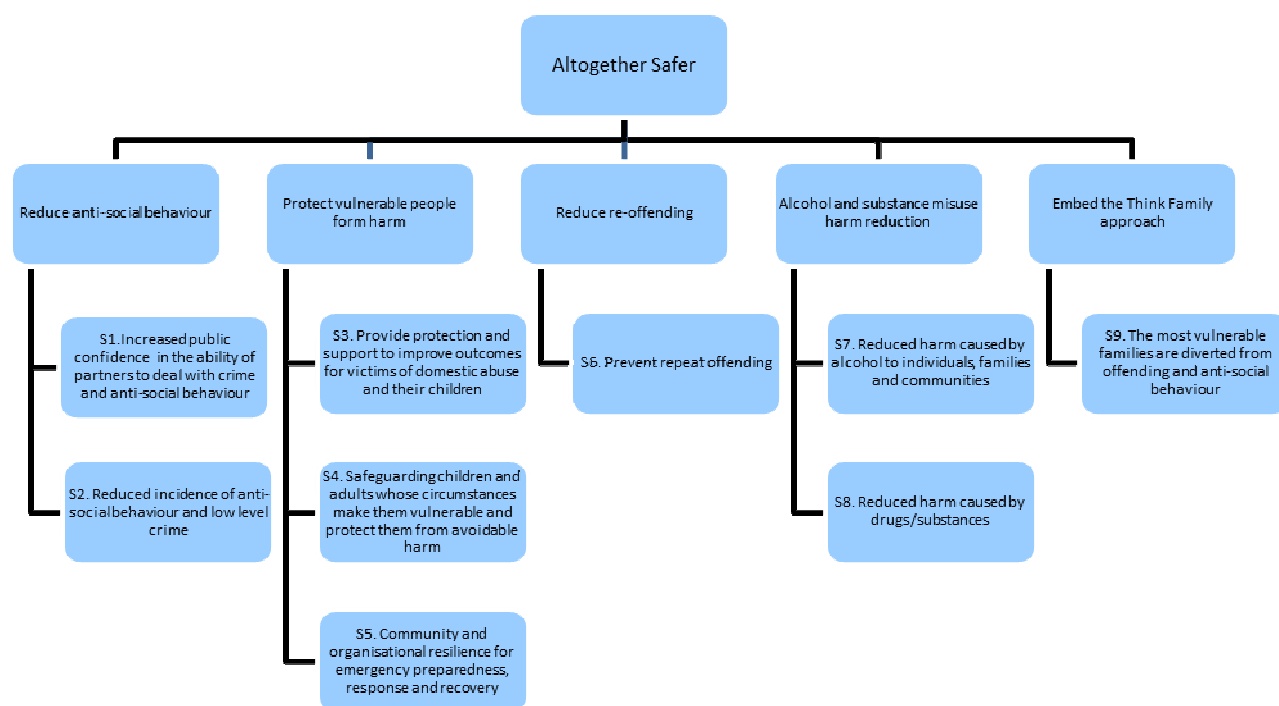 Altogether Safer
Reduce anti-social behaviour
Protect vulnerable people
form harm
Reduce re-offending
Alcohol and substance misuse
harm reduction
Embed the Think Family
approach
S1. Increased public
confidence in the ability of
partners to deal with crime
and anti-social behaviour
S2. Reduced incidence of anti-
social behaviour and low level
crime
S3. Provide protection and
support to improve outcomes
for victims of domestic abuse
and their children
S4. Safeguarding children and
adults whose circumstances
make them vulnerable and
protect them from avoidable
harm
S5. Community and
organisational resilience for
emergency preparedness,
response and recovery
S6. Prevent repeat offending
S7. Reduced harm caused by
alcohol to individuals, families
and communities
S8. Reduced harm caused by
drugs/substances
S9. The most vulnerable
families are diverted from
offending and anti-social
behaviour